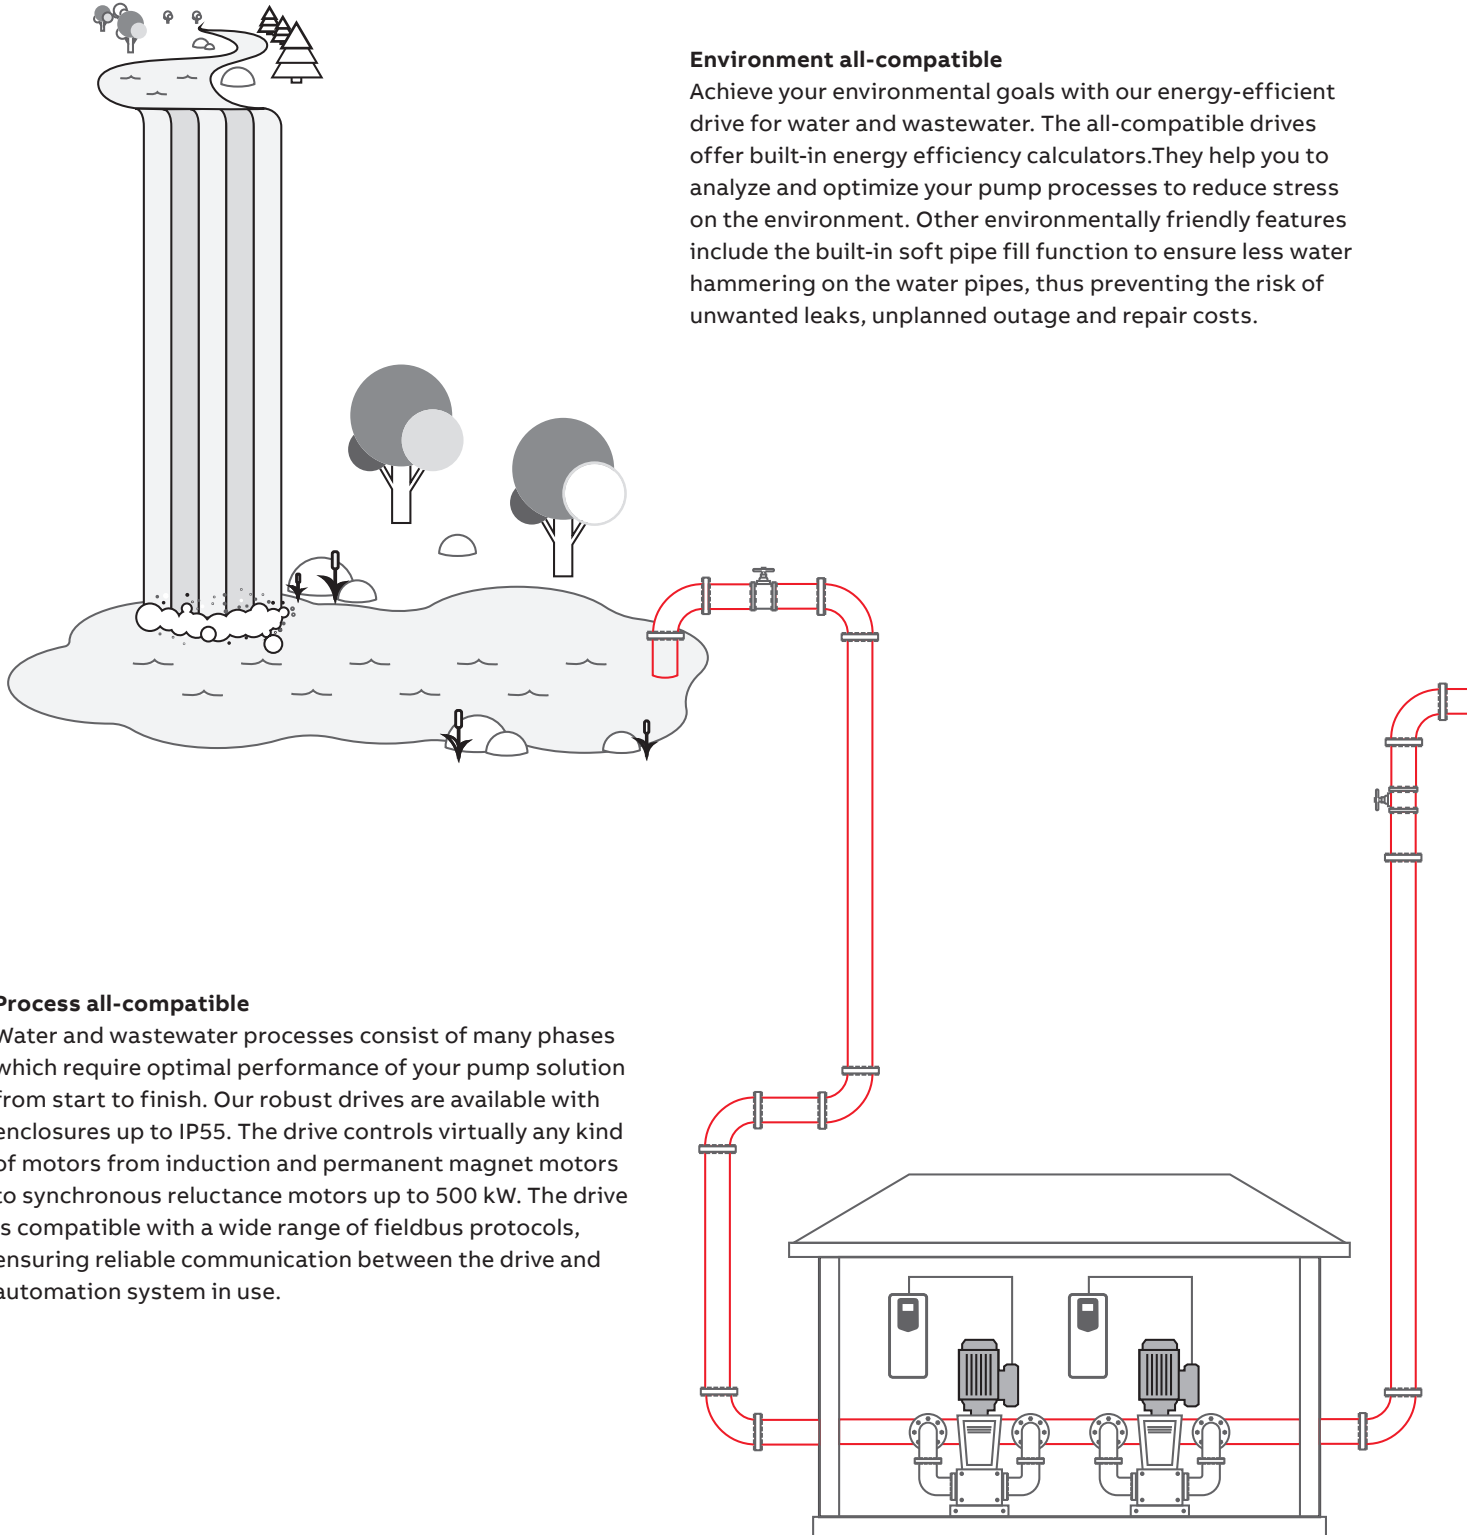 Environment all-compatible
Achieve your environmental goals with our energy-efficient
drive for water and wastewater. The all-compatible drives
offer built-in energy efficiency calculators.They help you to
analyze and optimize your pump processes to reduce stress
on the environment. Other environmentally friendly features
include the built-in soft pipe fill function to ensure less water
hammering on the water pipes, thus preventing the risk of
unwanted leaks, unplanned outage and repair costs.
Process all-compatible
Water and wastewater processes consist of many phases
which require optimal performance of your pump solution
from start to finish. Our robust drives are available with
enclosures up to IP55. The drive controls virtually any kind
of motors from induction and permanent magnet motors
to synchronous reluctance motors up to 500 kW. The drive
is compatible with a wide range of fieldbus protocols,
ensuring reliable communication between the drive and
automation system in use.